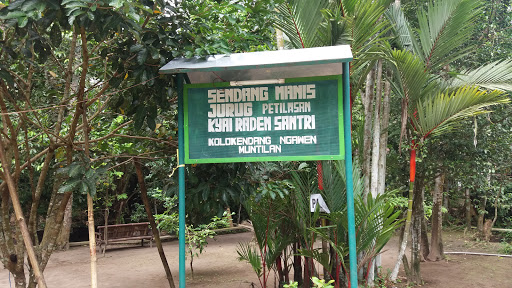 SENDANG MANIS
JURUG PETILASAN
KYAI RADEN SANTRI
KOLOKENDANG NGAWEN
MUNTILAN
P